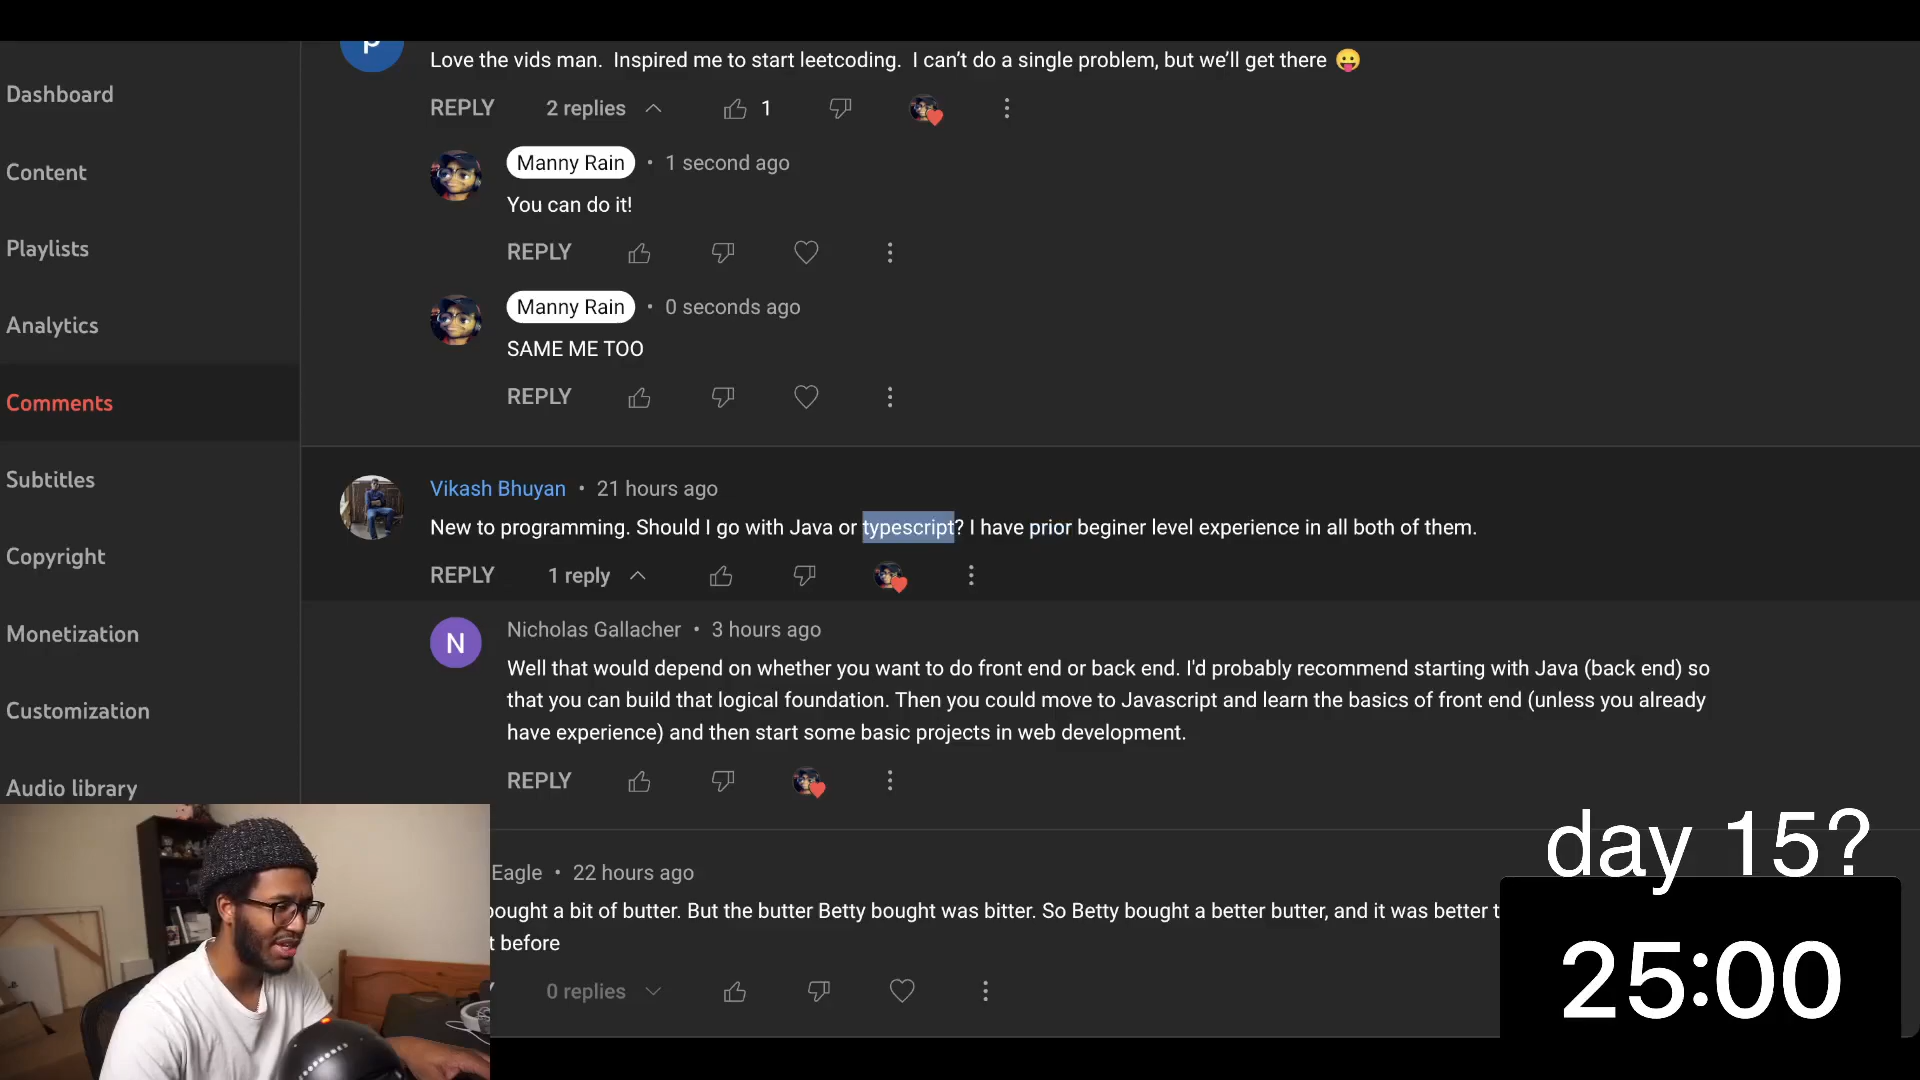 Love the vids man.  Inspired me to start leetcoding.  I can't do a single problem, but we'll get there 😛
REPLY 2 replies 1
Manny Rain • 1 second ago
You can do it!
REPLY
Manny Rain • 0 seconds ago
SAME ME TOO
REPLY
Vikash Bhuyan • 21 hours ago
New to programming. Should I go with Java or typescript? I have prior beginer level experience in all both of them.
REPLY 1 reply
N
Nicholas Gallacher • 3 hours ago
Well that would depend on whether you want to do front end or back end. I'd probably recommend starting with Java (back end) so
that you can build that logical foundation. Then you could move to Javascript and learn the basics of front end (unless you already
have experience) and then start some basic projects in web development.
REPLY
Eagle • 22 hours ago
ought a bit of butter. But the butter Betty bought was bitter. So Betty bought a better butter, and it was better t
t before
0 replies
Dashboard
Content
Playlists
Analytics
Comments
Subtitles
Copyright
Monetization
Customization
Audio library
day 15?
25:00